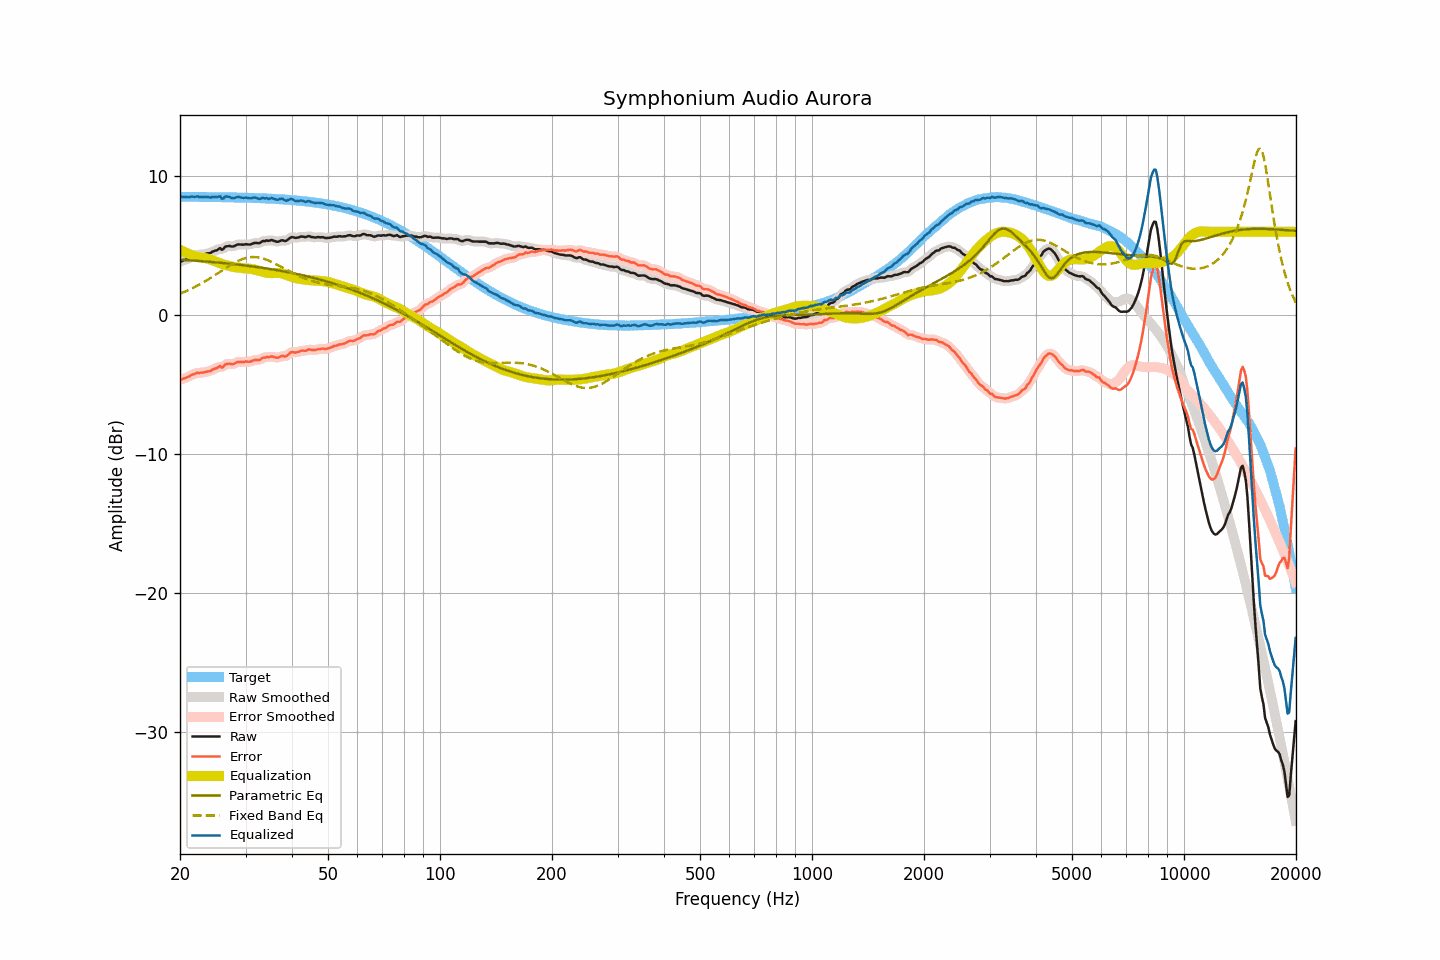 Symphonium Audio Aurora
Amplitude (dBr)
10
0
−10
−20
−30
Target
Raw Smoothed
Error Smoothed
Raw
Error
Equalization
Parametric Eq
Fixed Band Eq
Equalized
20 50 100 200 500 1000 2000 5000 10000 20000
Frequency (Hz)